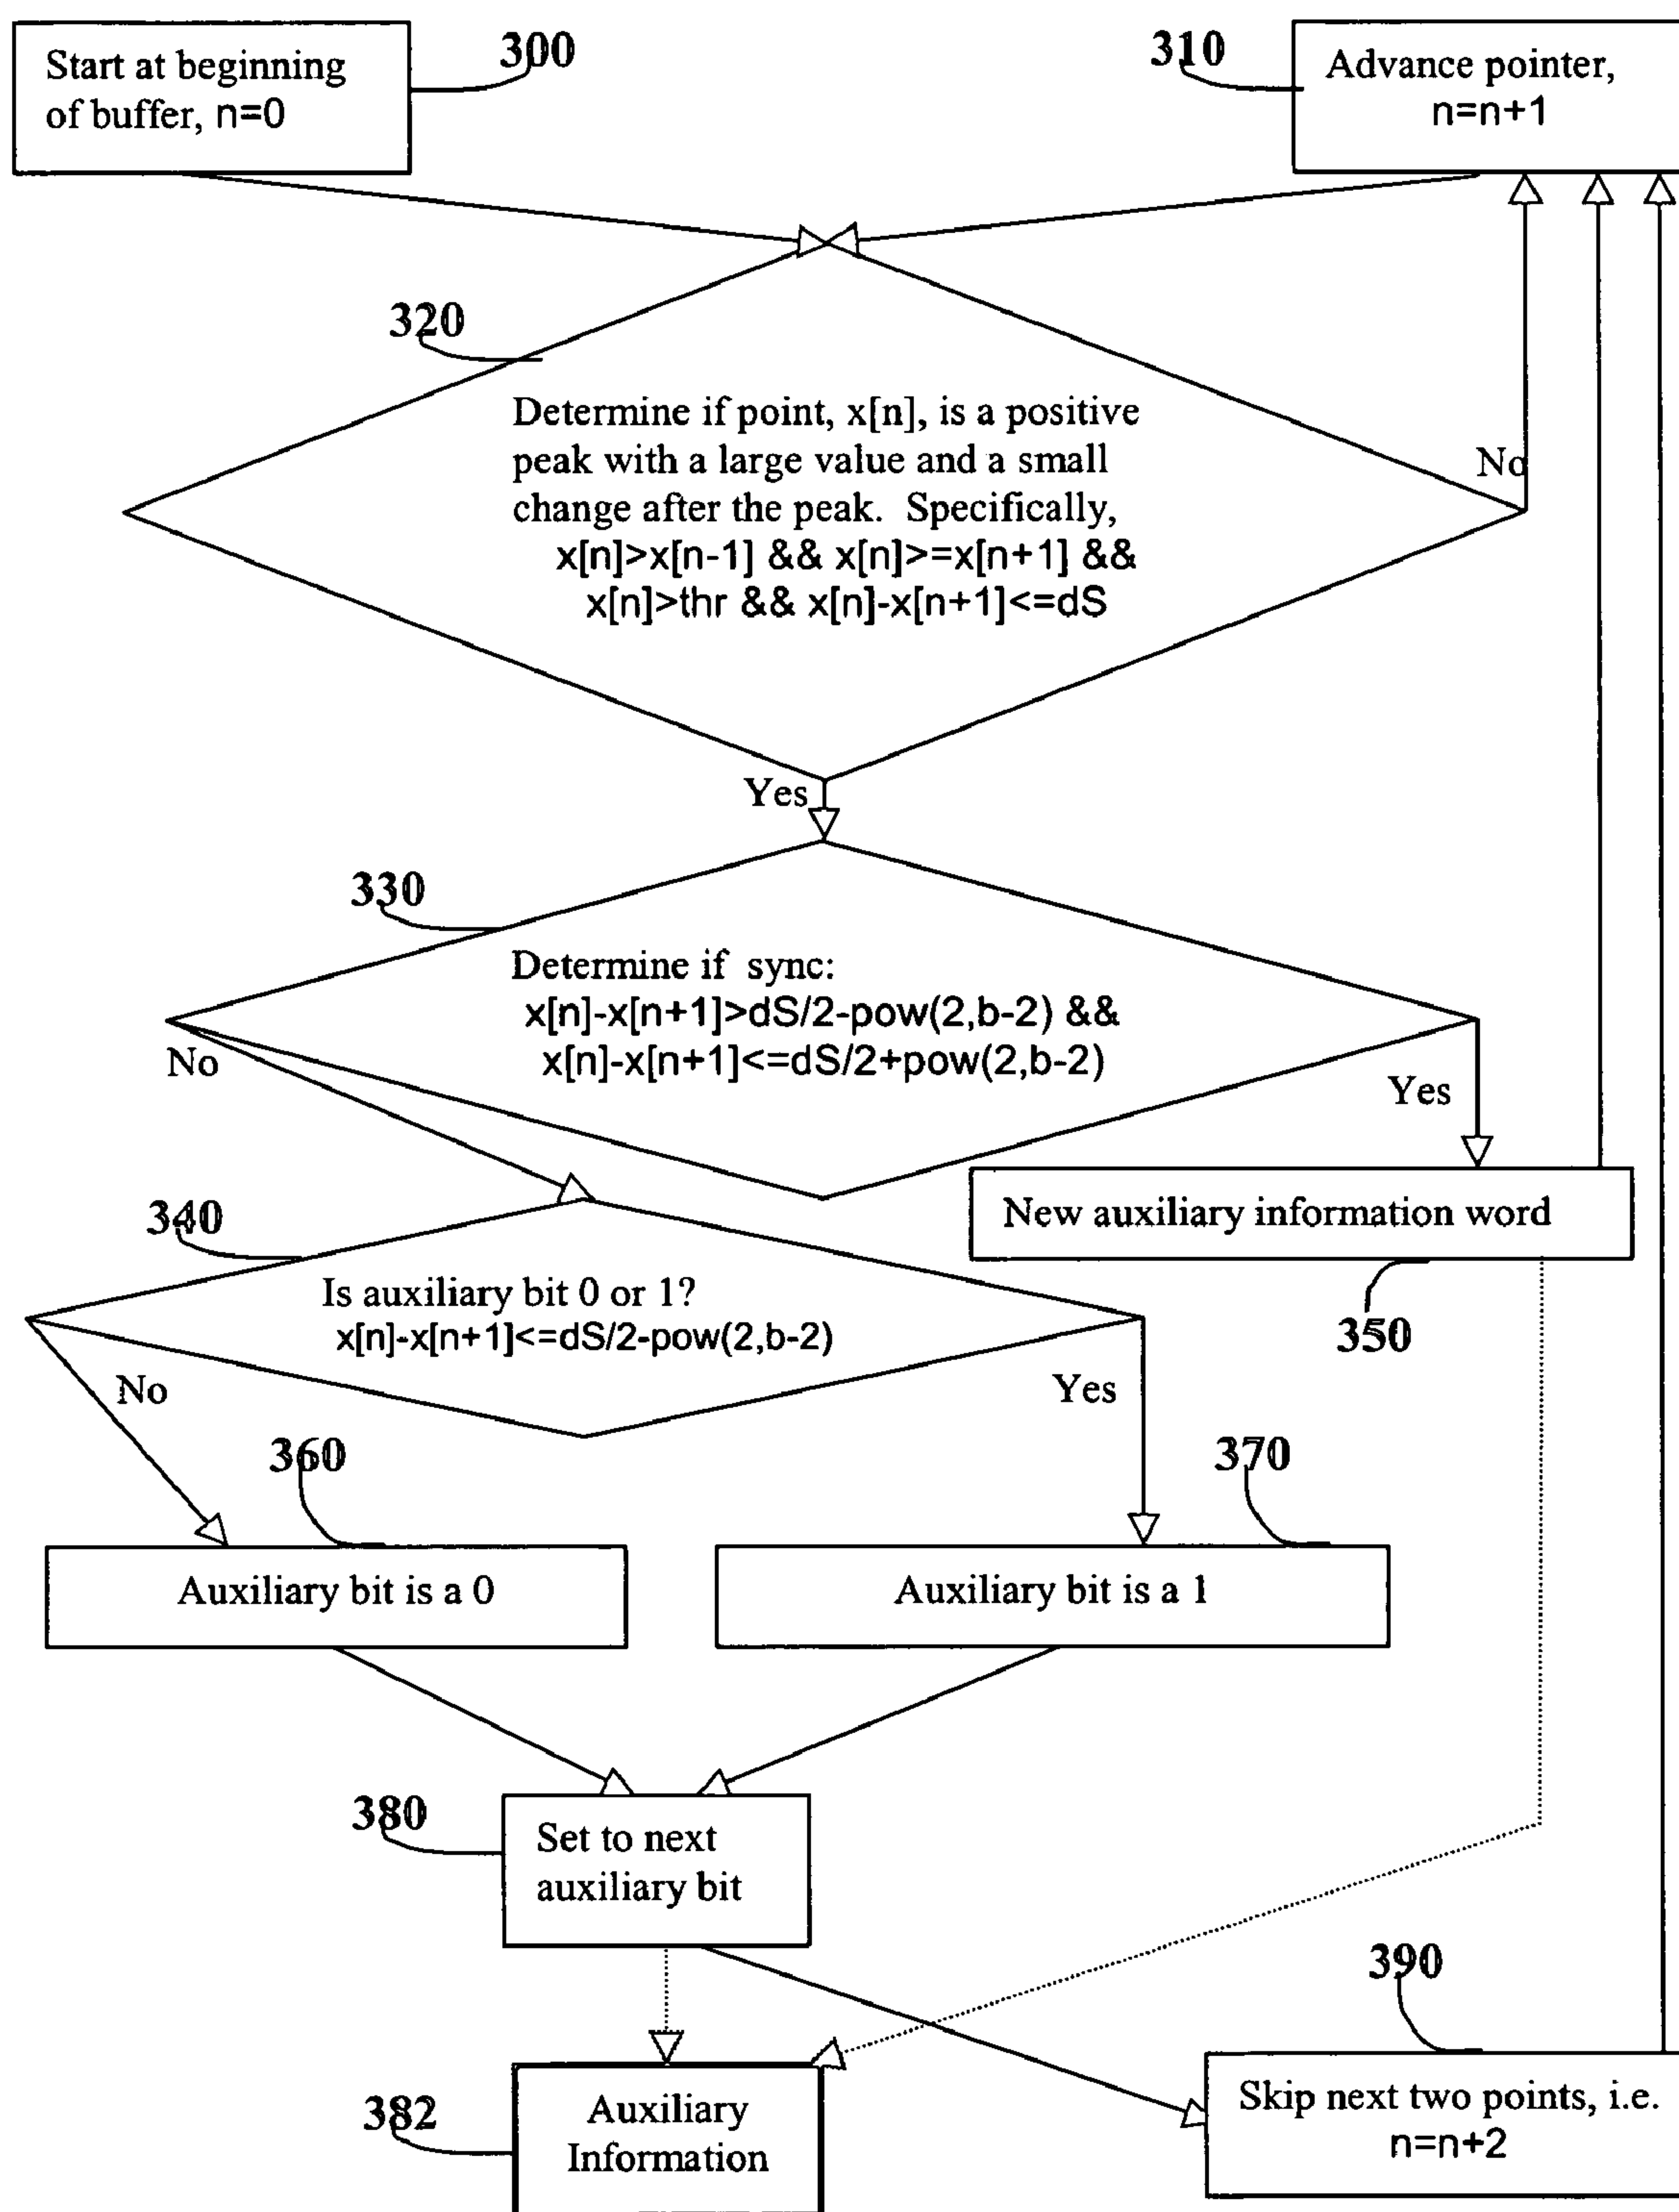 300
Start at beginning
of buffer, n=0
310
Advance pointer,
n=n+1
320
Determine if point, x[n], is a positive
peak with a large value and a small
change after the peak.  Specifically,
x[n]>x[n-1] && x[n]>=x[n+1] &&
x[n]>thr && x[n]-x[n+1]<=dS
No
Yes
330
Determine if  sync:
x[n]-x[n+1]>dS/2-pow(2,b-2) &&
x[n]-x[n+1]<=dS/2+pow(2,b-2)
No
Yes
340
Is auxiliary bit 0 or 1?
x[n]-x[n+1]<=dS/2-pow(2,b-2)
New auxiliary information word
350
No
Yes
360
370
Auxiliary bit is a 0
Auxiliary bit is a 1
380
Set to next
auxiliary bit
390
Skip next two points, i.e.
n=n+2
382
Auxiliary
Information